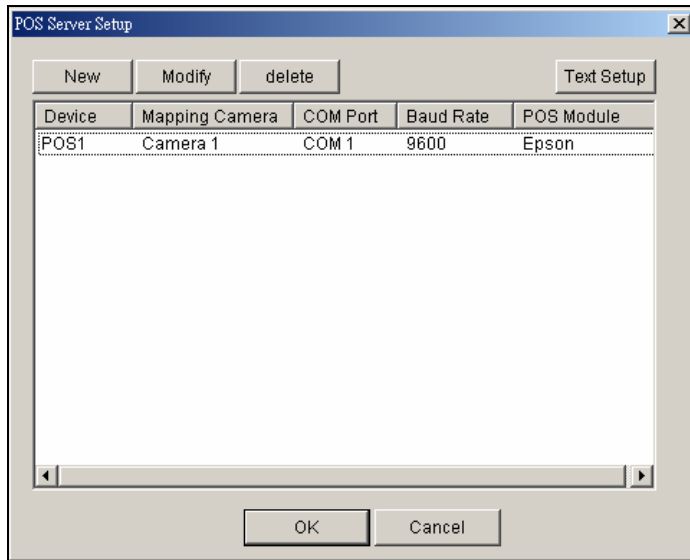 POS Server Setup
New Modify delete Text Setup
Device Mapping Camera COM Port Baud Rate POS Module
POS1 Camera 1 COM 1 9600 Epson
OK Cancel